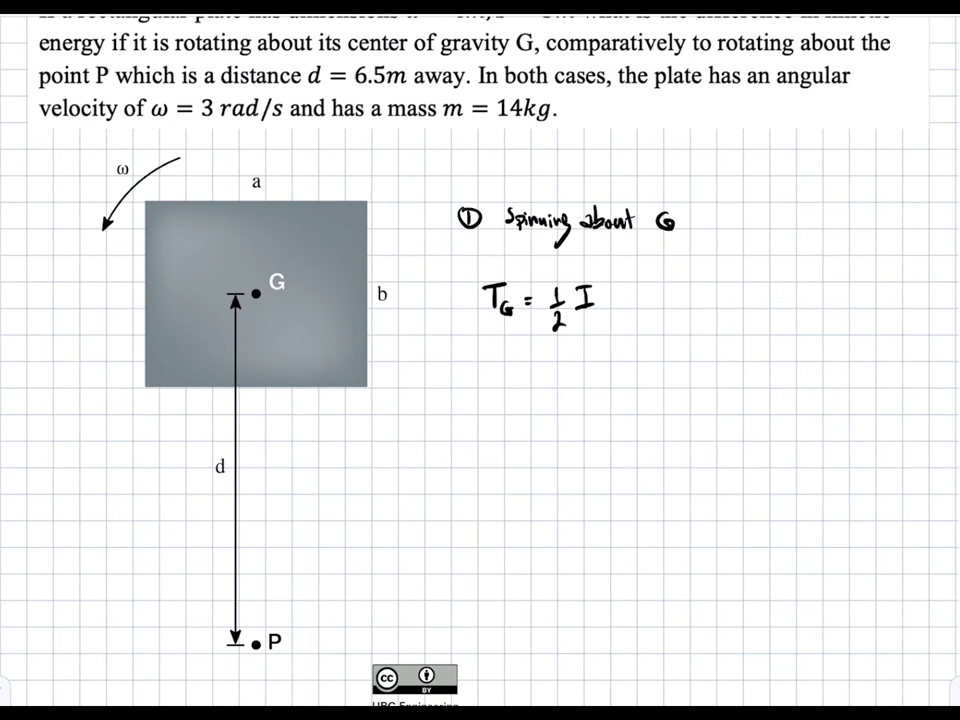 energy if it is rotating about its center of gravity G, comparatively to rotating about the
point P which is a distance d = 6.5m away. In both cases, the plate has an angular
velocity of ω = 3 rad/s and has a mass m = 14kg.
ω
a
① Spinning about G
G
b
T_G = 1/2 I
d
P
cc BY